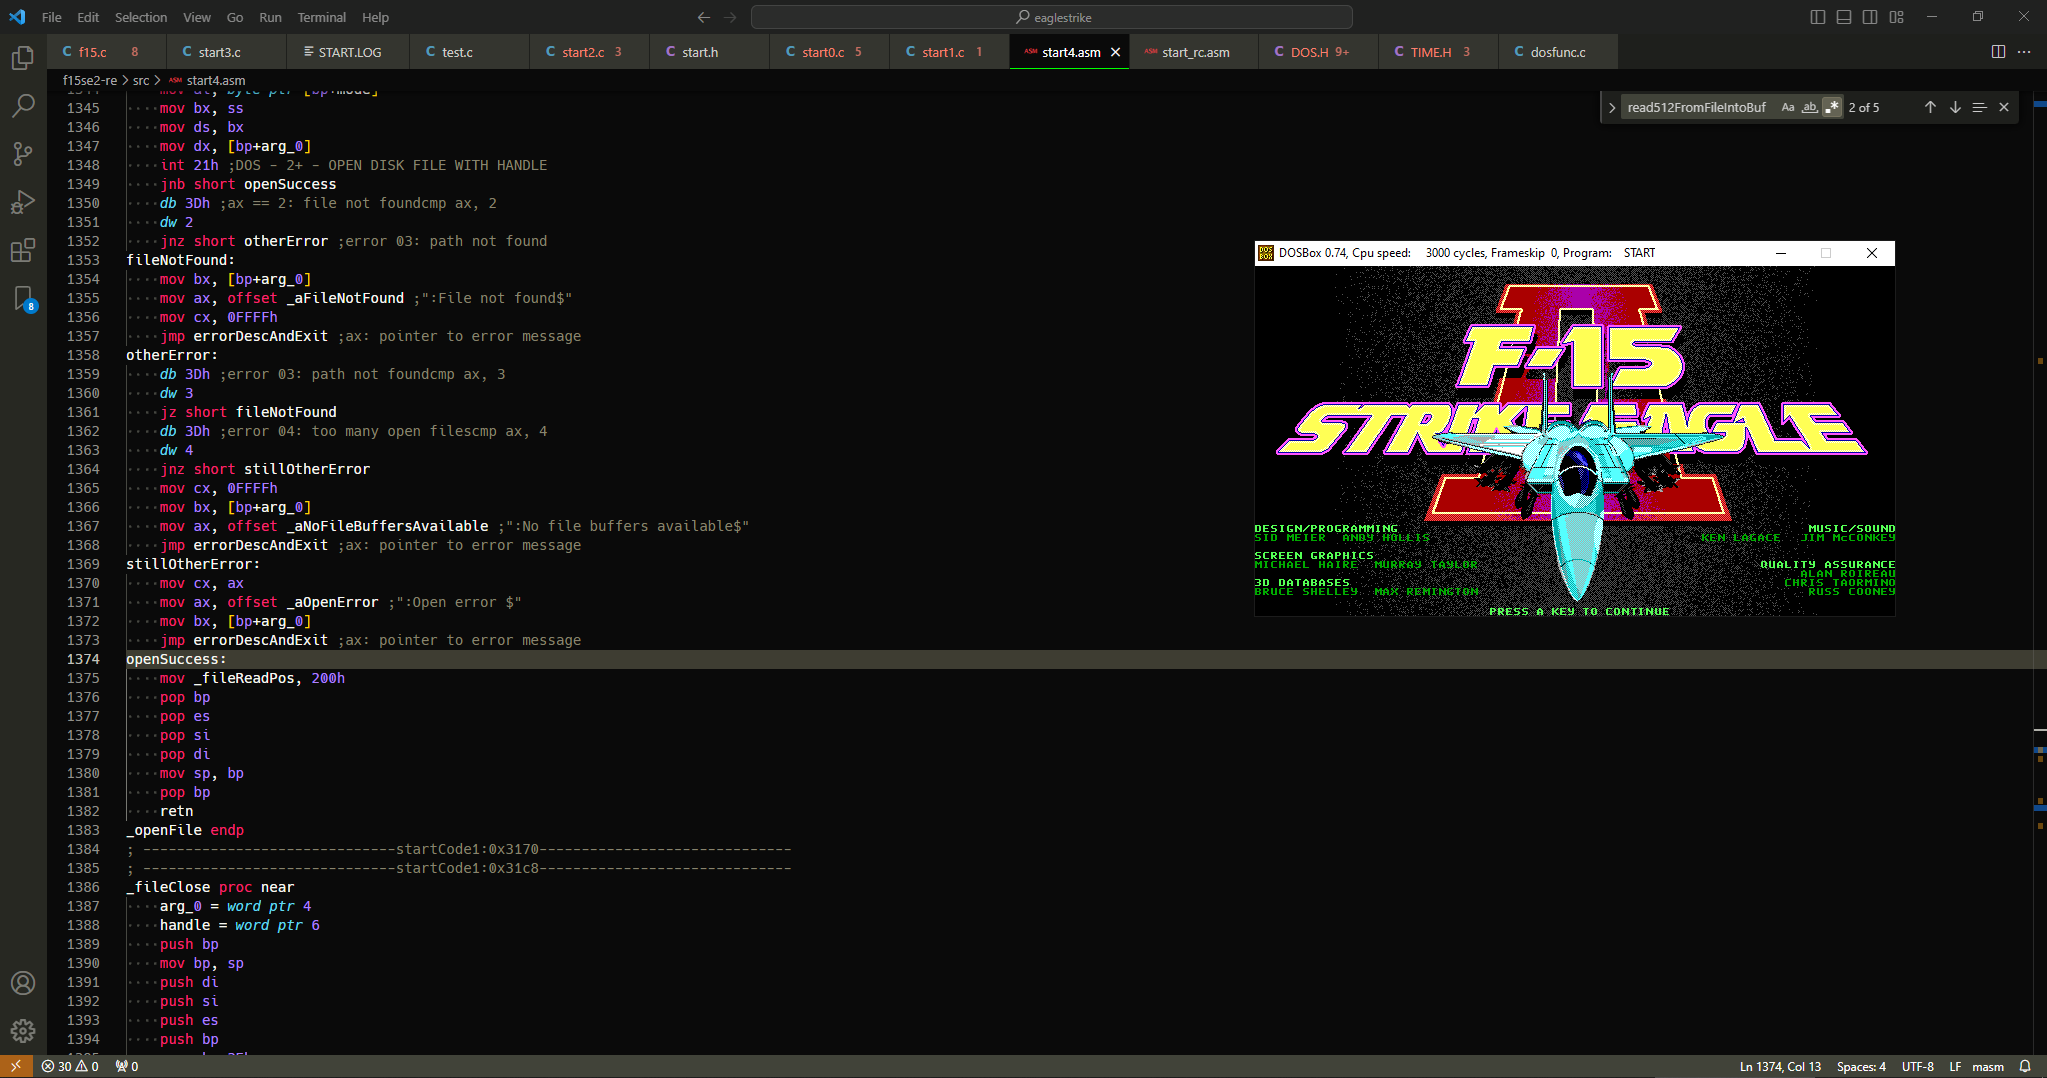 File Edit Selection View Go Run Terminal Help
eaglestrike
f15.c 8 start3.c START.LOG test.c start2.c 3 start.h start0.c 5 start1.c 1 start4.asm start_rc.asm DOS.H 9+ TIME.H 3 dosfunc.c
f15se2-re > src > start4.asm
read512FromFileIntoBuf Aa ab 2 of 5
1344 mov al, byte ptr [bp+mode]
1345 mov bx, ss
1346 mov ds, bx
1347 mov dx, [bp+arg_0]
1348 int 21h ;DOS - 2+ - OPEN DISK FILE WITH HANDLE
1349 jnb short openSuccess
1350 db 3Dh ;ax == 2: file not foundcmp ax, 2
1351 dw 2
1352 jnz short otherError ;error 03: path not found
1353 fileNotFound:
1354 mov bx, [bp+arg_0]
1355 mov ax, offset _aFileNotFound ;":File not found$"
1356 mov cx, 0FFFFh
1357 jmp errorDescAndExit ;ax: pointer to error message
1358 otherError:
1359 db 3Dh ;error 03: path not foundcmp ax, 3
1360 dw 3
1361 jz short fileNotFound
1362 db 3Dh ;error 04: too many open filescmp ax, 4
1363 dw 4
1364 jnz short stillOtherError
1365 mov cx, 0FFFFh
1366 mov bx, [bp+arg_0]
1367 mov ax, offset _aNoFileBuffersAvailable ;":No file buffers available$"
1368 jmp errorDescAndExit ;ax: pointer to error message
1369 stillOtherError:
1370 mov cx, ax
1371 mov ax, offset _aOpenError ;":Open error $"
1372 mov bx, [bp+arg_0]
1373 jmp errorDescAndExit ;ax: pointer to error message
1374 openSuccess:
1375 mov _fileReadPos, 200h
1376 pop bp
1377 pop es
1378 pop si
1379 pop di
1380 mov sp, bp
1381 pop bp
1382 retn
1383 _openFile endp
1384 ; ------------------------------startCode1:0x3170------------------------------
1385 ; ------------------------------startCode1:0x31c8------------------------------
1386 _fileClose proc near
1387 arg_0 = word ptr 4
1388 handle = word ptr 6
1389 push bp
1390 mov bp, sp
1391 push di
1392 push si
1393 push es
1394 push bp
DOSBox 0.74, Cpu speed: 3000 cycles, Frameskip 0, Program: START
F-15
STRIKE EAGLE
II
DESIGN/PROGRAMMING
SID MEIER ANDY HOLLIS
SCREEN GRAPHICS
MICHAEL HAIRE MURRAY TAYLOR
3D DATABASES
BRUCE SHELLEY MAX REMINGTON
MUSIC/SOUND
KEN LAGACE JIM McCONKEY
QUALITY ASSURANCE
ALAN ROIREAU
CHRIS TAORMINO
RUSS COONEY
PRESS A KEY TO CONTINUE
8
30 0 0
Ln 1374, Col 13 Spaces: 4 UTF-8 LF masm